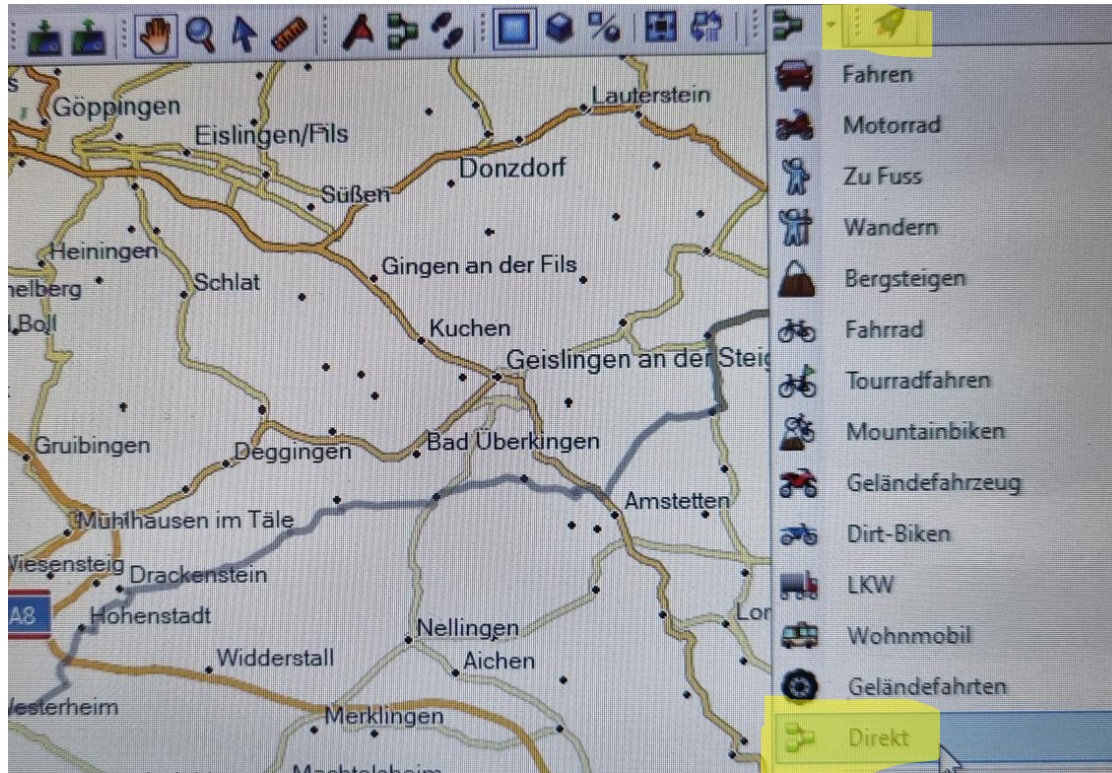 Göppingen
Lauterstein
Eislingen/Fils
Donzdorf
Süßen
Heiningen
Gingen an der Fils
Schlat
Boll
Kuchen
Geislingen an der Steig
Gruibingen
Deggingen
Bad Überkingen
Mühlhausen im Täle
Amstetten
Wiesensteig
Drackenstein
A8
Hohenstadt
Nellingen
Lor
Widderstall
Aichen
esterheim
Merklingen
Fahren
Motorrad
Zu Fuss
Wandern
Bergsteigen
Fahrrad
Tourradfahren
Mountainbiken
Geländefahrzeug
Dirt-Biken
LKW
Wohnmobil
Geländefahrten
Direkt